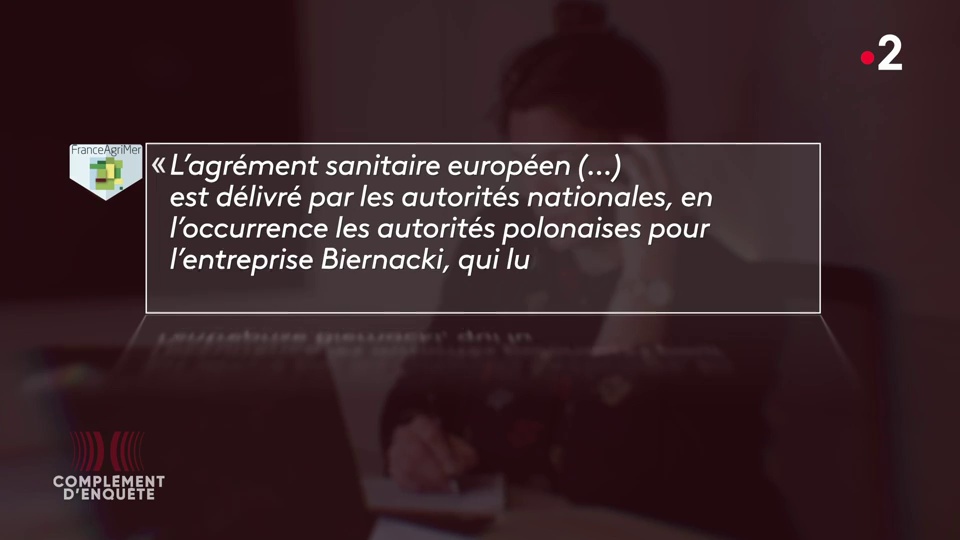 2
FranceAgriMer
« L'agrément sanitaire européen (...)
est délivré par les autorités nationales, en
l'occurrence les autorités polonaises pour
l'entreprise Biernacki, qui lu
COMPLÉMENT
D'ENQUÊTE